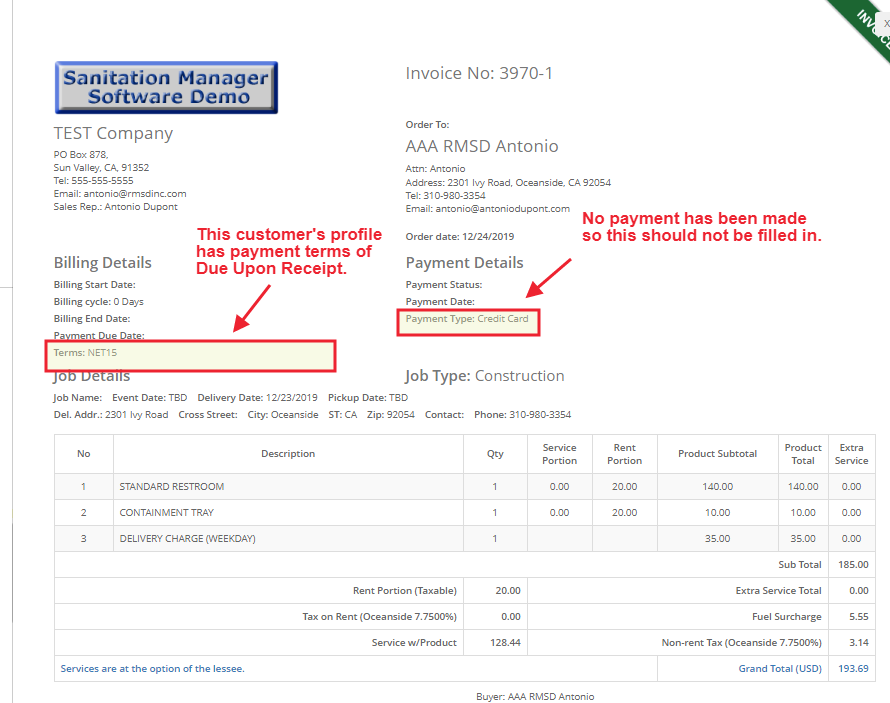 INVOICE
X
Sanitation Manager
Software Demo
Invoice No: 3970-1
TEST Company
PO Box 878,
Sun Valley, CA, 91352
Tel: 555-555-5555
Email: antonio@rmsdinc.com
Sales Rep.: Antonio Dupont
Order To:
AAA RMSD Antonio
Attn: Antonio
Address: 2301 Ivy Road, Oceanside, CA 92054
Tel: 310-980-3354
Email: antonio@antoniodupont.com
Order date: 12/24/2019
This customer's profile
has payment terms of
Due Upon Receipt.
No payment has been made
so this should not be filled in.
Billing Details
Billing Start Date:
Billing cycle: 0 Days
Billing End Date:
Payment Due Date:
Terms: NET15
Payment Details
Payment Status:
Payment Date:
Payment Type: Credit Card
Job Details
Job Type: Construction
Job Name: Event Date: TBD Delivery Date: 12/23/2019 Pickup Date: TBD
Del. Addr.: 2301 Ivy Road Cross Street: City: Oceanside ST: CA Zip: 92054 Contact: Phone: 310-980-3354
No Description Qty Service Portion Rent Portion Product Subtotal Product Total Extra Service
1 STANDARD RESTROOM 1 0.00 20.00 140.00 140.00 0.00
2 CONTAINMENT TRAY 1 0.00 20.00 10.00 10.00 0.00
3 DELIVERY CHARGE (WEEKDAY) 1 35.00 35.00 0.00
Sub Total 185.00
Rent Portion (Taxable) 20.00 Extra Service Total 0.00
Tax on Rent (Oceanside 7.7500%) 0.00 Fuel Surcharge 5.55
Service w/Product 128.44 Non-rent Tax (Oceanside 7.7500%) 3.14
Services are at the option of the lessee. Grand Total (USD) 193.69
Buyer: AAA RMSD Antonio